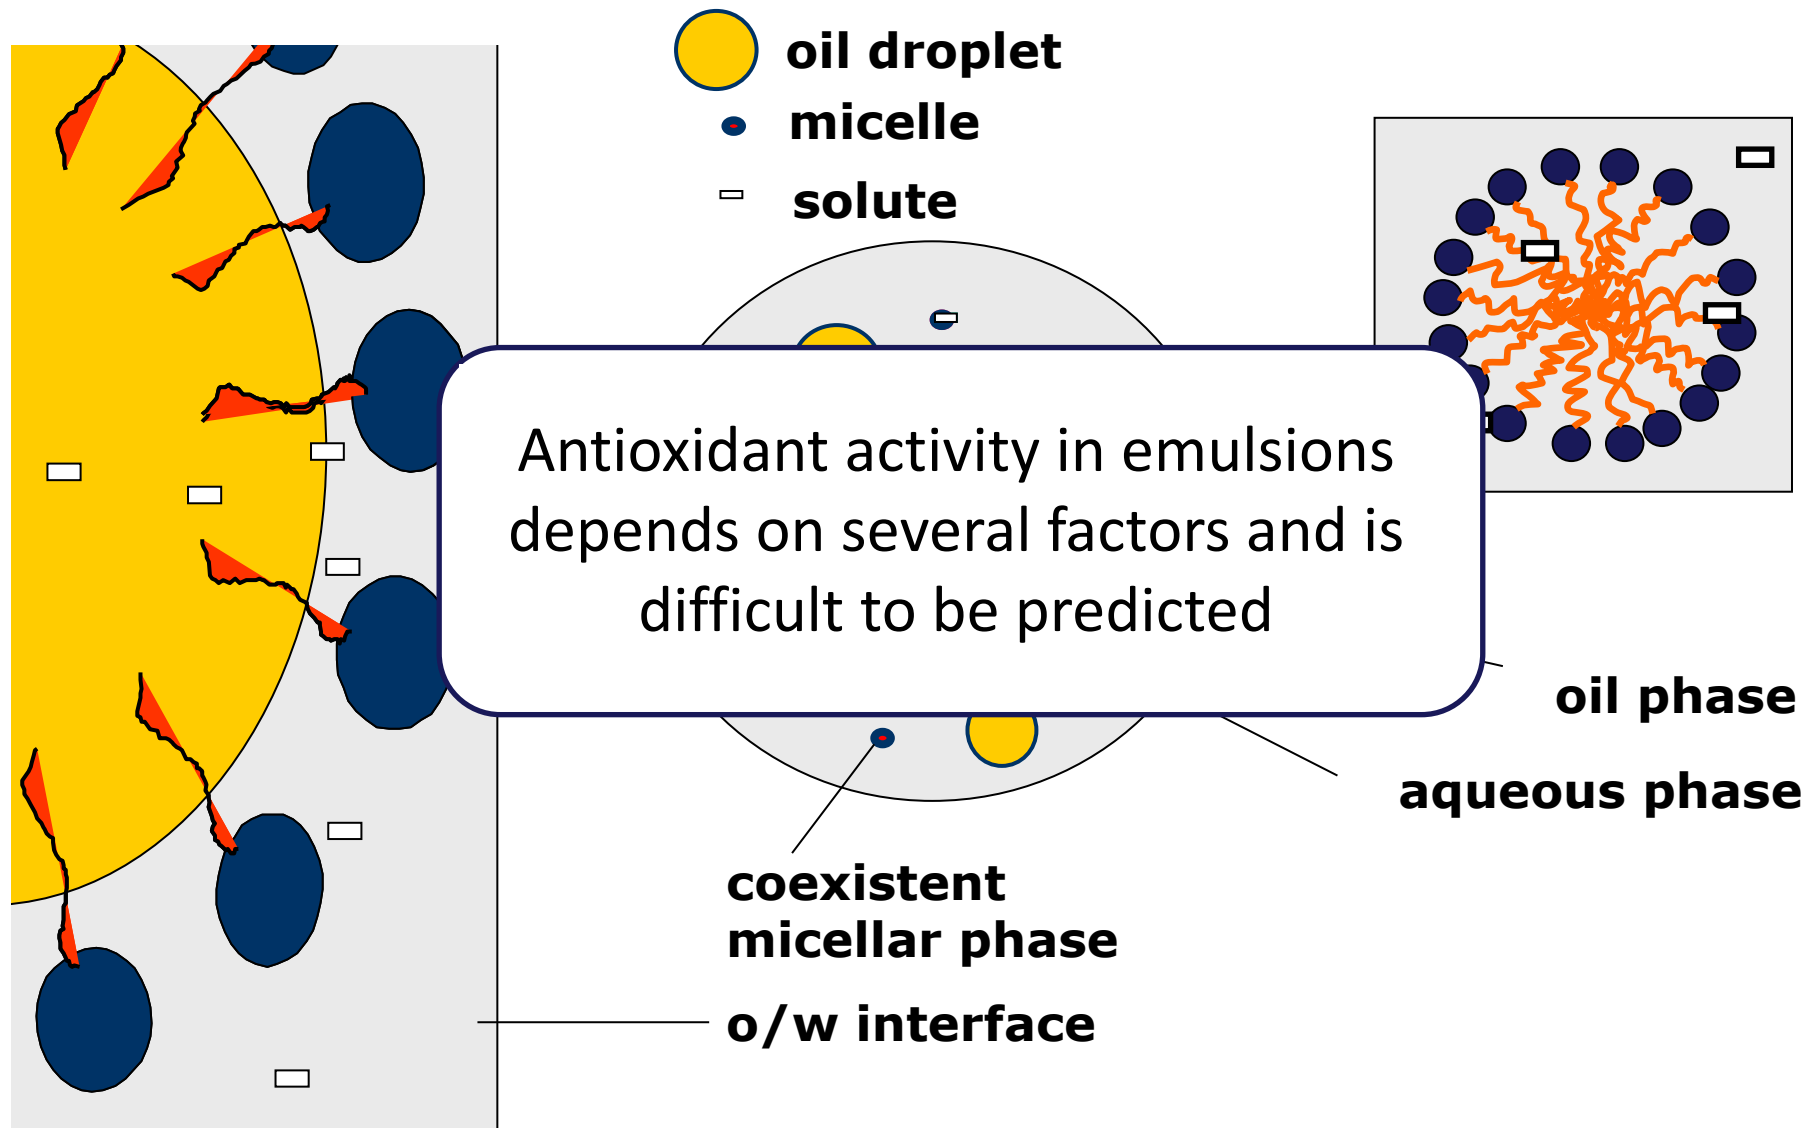 oil droplet
micelle
solute
Antioxidant activity in emulsions
depends on several factors and is
difficult to be predicted
oil phase
aqueous phase
coexistent
micellar phase
o/w interface